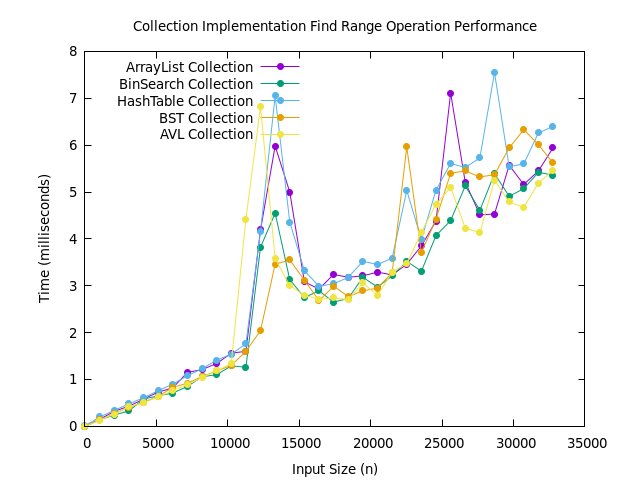 Collection Implementation Find Range Operation Performance
8
7
6
5
4
3
2
1
0
Time (milliseconds)
ArrayList Collection
BinSearch Collection
HashTable Collection
BST Collection
AVL Collection
0 5000 10000 15000 20000 25000 30000 35000
Input Size (n)